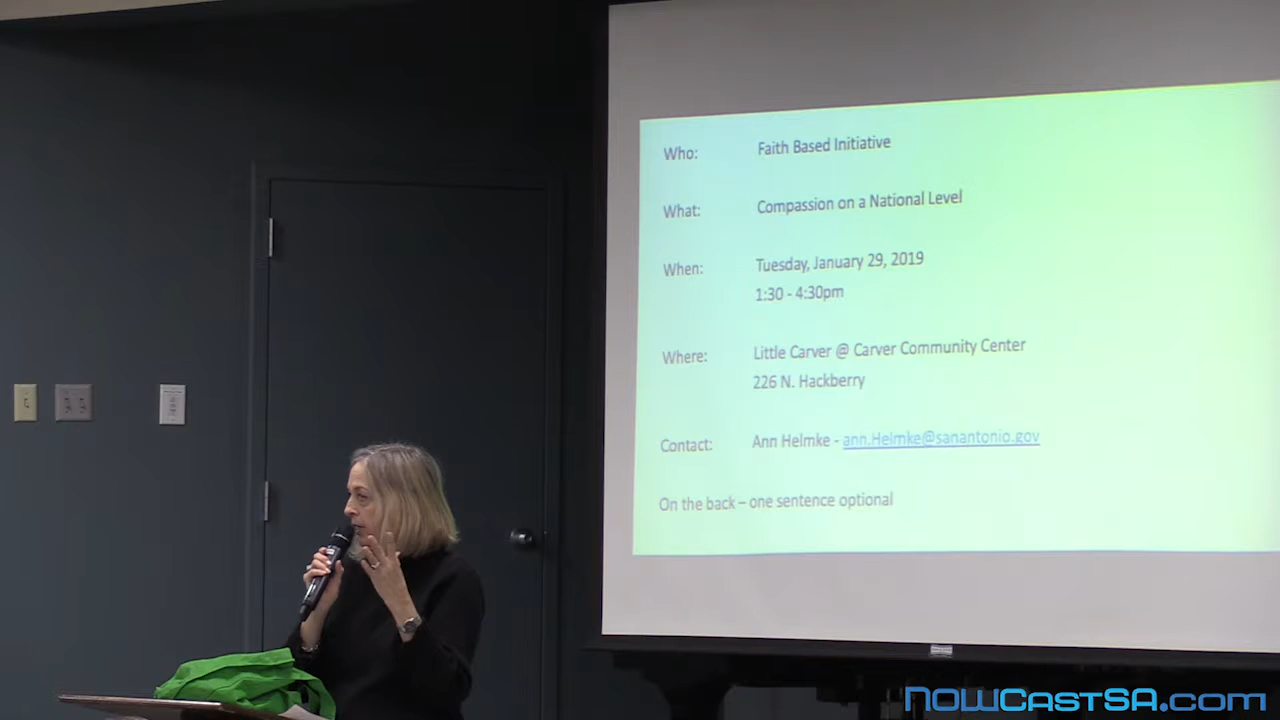 Who: Faith Based Initiative
What: Compassion on a National Level
When: Tuesday, January 29, 2019
1:30 - 4:30pm
Where: Little Carver @ Carver Community Center
226 N. Hackberry
Contact: Ann Helmke - ann.Helmke@sanantonio.gov
On the back – one sentence optional
NOWCASTSA.com